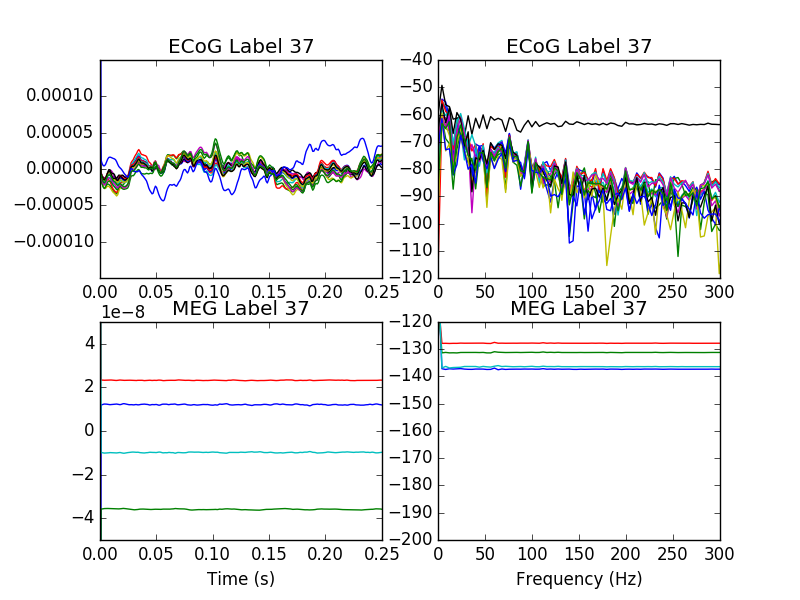 ECoG Label 37
ECoG Label 37
0.00010
0.00005
0.00000
−0.00005
−0.00010
0.00 0.05 0.10 0.15 0.20 0.25
−40
−50
−60
−70
−80
−90
−100
−110
−120
0 50 100 150 200 250 300
1e−8
MEG Label 37
MEG Label 37
4
2
0
−2
−4
0.00 0.05 0.10 0.15 0.20 0.25
Time (s)
−120
−130
−140
−150
−160
−170
−180
−190
−200
0 50 100 150 200 250 300
Frequency (Hz)